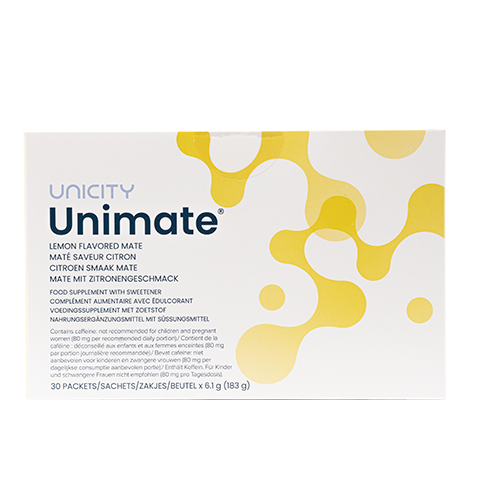 UNICITY
Unimate®
LEMON FLAVORED MATE
MATÉ SAVEUR CITRON
CITROEN SMAAK MATE
MATE MIT ZITRONENGESCHMACK
FOOD SUPPLEMENT WITH SWEETENER
COMPLÉMENT ALIMENTAIRE AVEC ÉDULCORANT
VOEDINGSSUPPLEMENT MET ZOETSTOF
NAHRUNGSERGÄNZUNGSMITTEL MIT SÜSSUNGSMITTEL
Contains caffeine: not recommended for children and pregnant
women (80 mg per recommended daily portion)/ Contient de la
caféine : déconseillé aux enfants et aux femmes enceintes (80 mg
par portion journalière recommandée)/ Bevat cafeïne: niet
aanbevolen voor kinderen en zwangere vrouwen (80 mg per
dagelijkse consumptie aanbevolen portie)/ Enthält Koffein. Für Kinder
und schwangere Frauen nicht empfohlen (80 mg pro Tagesdosis).
30 PACKETS/SACHETS/ZAKJES/BEUTEL x 6.1 g (183 g)